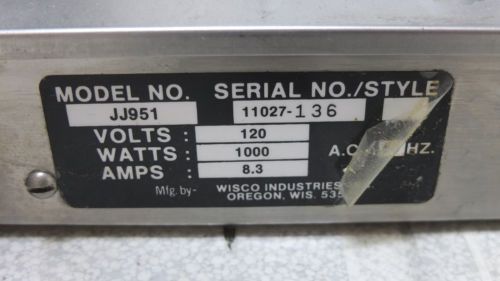 MODEL NO. SERIAL NO./STYLE
JJ951 11027-136
VOLTS : 120
WATTS : 1000 A.C. HZ.
AMPS : 8.3
Mfg. by- WISCO INDUSTRIES
OREGON, WIS.